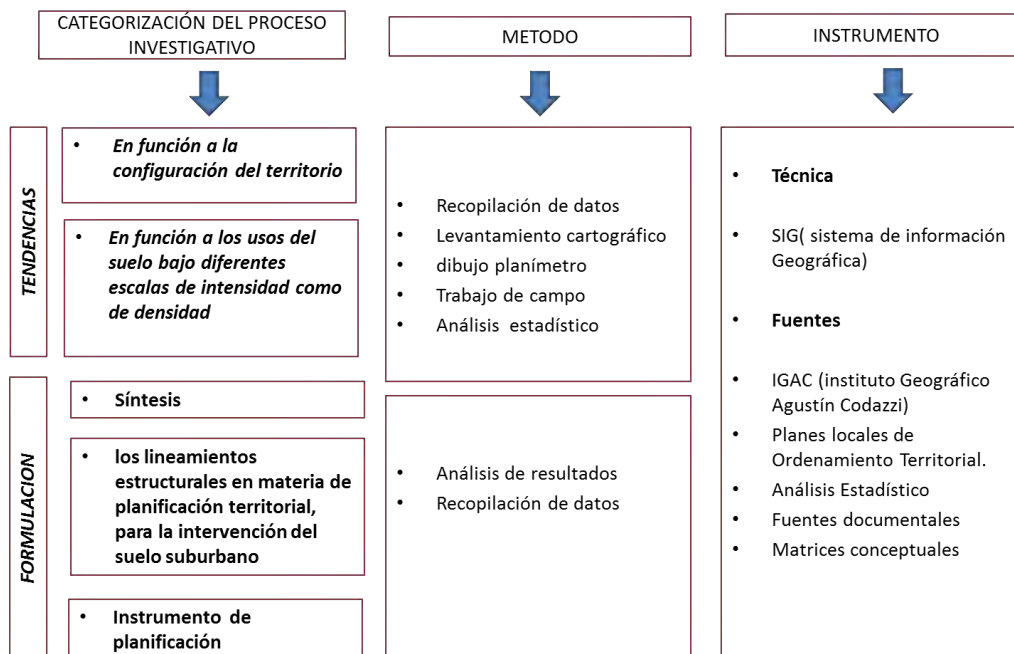 CATEGORIZACIÓN DEL PROCESO
INVESTIGATIVO
METODO
INSTRUMENTO
TENDENCIAS
• En función a la
configuración del territorio
• En función a los usos del
suelo bajo diferentes
escalas de intensidad como
de densidad
• Recopilación de datos
• Levantamiento cartográfico
• dibujo planímetro
• Trabajo de campo
• Análisis estadístico
• Técnica
• SIG( sistema de información
Geográfica)
• Fuentes
• IGAC (instituto Geográfico
Agustín Codazzi)
• Planes locales de
Ordenamiento Territorial.
• Análisis Estadístico
• Fuentes documentales
• Matrices conceptuales
FORMULACION
• Síntesis
• los lineamientos
estructurales en materia de
planificación territorial,
para la intervención del
suelo suburbano
• Instrumento de
planificación
• Análisis de resultados
• Recopilación de datos